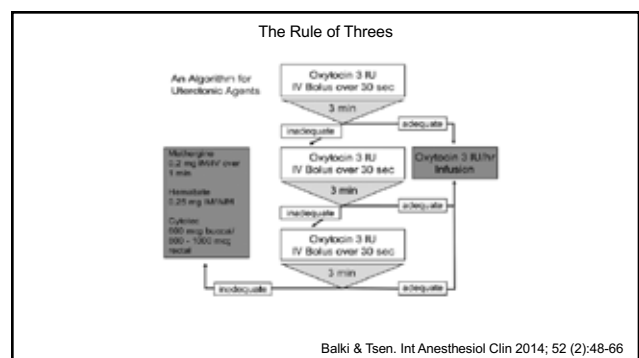 The Rule of Threes
An Algorithm for
Uterotonic Agents
Oxytocin 3 IU
IV Bolus over 30 sec
3 min
inadequate
adequate
Oxytocin 3 IU
IV Bolus over 30 sec
3 min
Oxytocin 3 IU/hr
Infusion
inadequate
adequate
Oxytocin 3 IU
IV Bolus over 30 sec
3 min
inadequate
adequate
Methergine
0.2 mg IM/IV over
1 min
Hemabate
0.25 mg
Cytotec
600 mcg buccal/
800 - 1000 mcg
rectal
Balki & Tsen. Int Anesthesiol Clin 2014; 52 (2):48-66